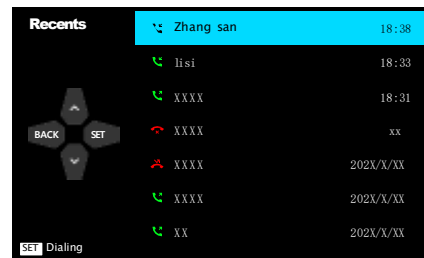 Recents
Zhang san 18:38
lisi 18:33
XXXX 18:31
BACK SET XXXX xx
XXXX 202X/X/XX
XXXX 202X/X/XX
XX 202X/X/XX
SET Dialing